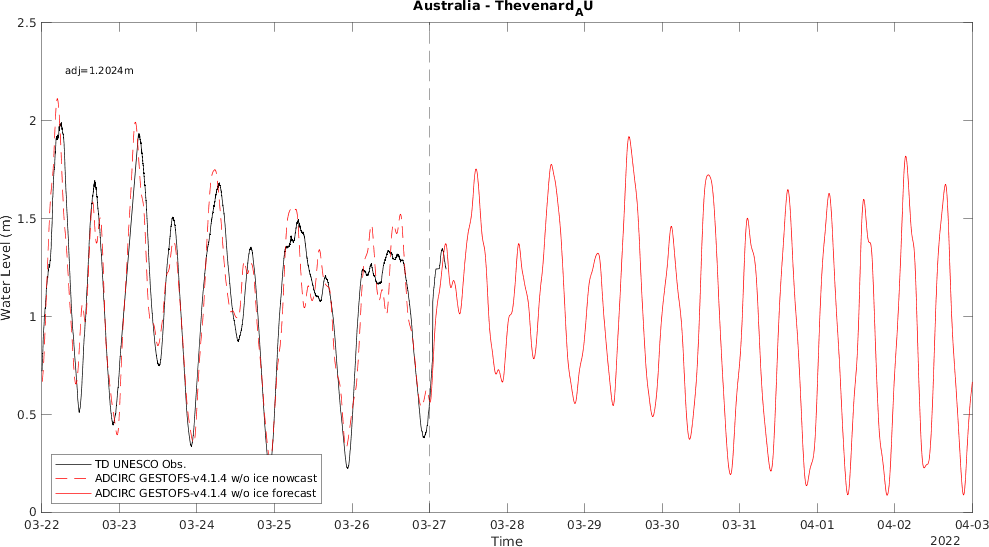 Australia - Thevenard_AU
2.5
adj=1.2024m
2
1.5
Water Level (m)
1
0.5
TD UNESCO Obs.
ADCIRC GESTOFS-v4.1.4 w/o ice nowcast
ADCIRC GESTOFS-v4.1.4 w/o ice forecast
0
03-22 03-23 03-24 03-25 03-26 03-27 03-28 03-29 03-30 03-31 04-01 04-02 04-03
Time
2022